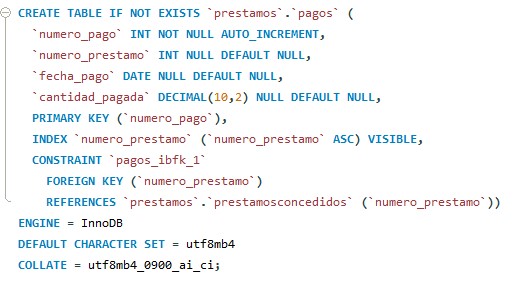 CREATE TABLE IF NOT EXISTS `prestamos`.`pagos` (
`numero_pago` INT NOT NULL AUTO_INCREMENT,
`numero_prestamo` INT NULL DEFAULT NULL,
`fecha_pago` DATE NULL DEFAULT NULL,
`cantidad_pagada` DECIMAL(10,2) NULL DEFAULT NULL,
PRIMARY KEY (`numero_pago`),
INDEX `numero_prestamo` (`numero_prestamo` ASC) VISIBLE,
CONSTRAINT `pagos_ibfk_1`
FOREIGN KEY (`numero_prestamo`)
REFERENCES `prestamos`.`prestamosconcedidos` (`numero_prestamo`))
ENGINE = InnoDB
DEFAULT CHARACTER SET = utf8mb4
COLLATE = utf8mb4_0900_ai_ci;